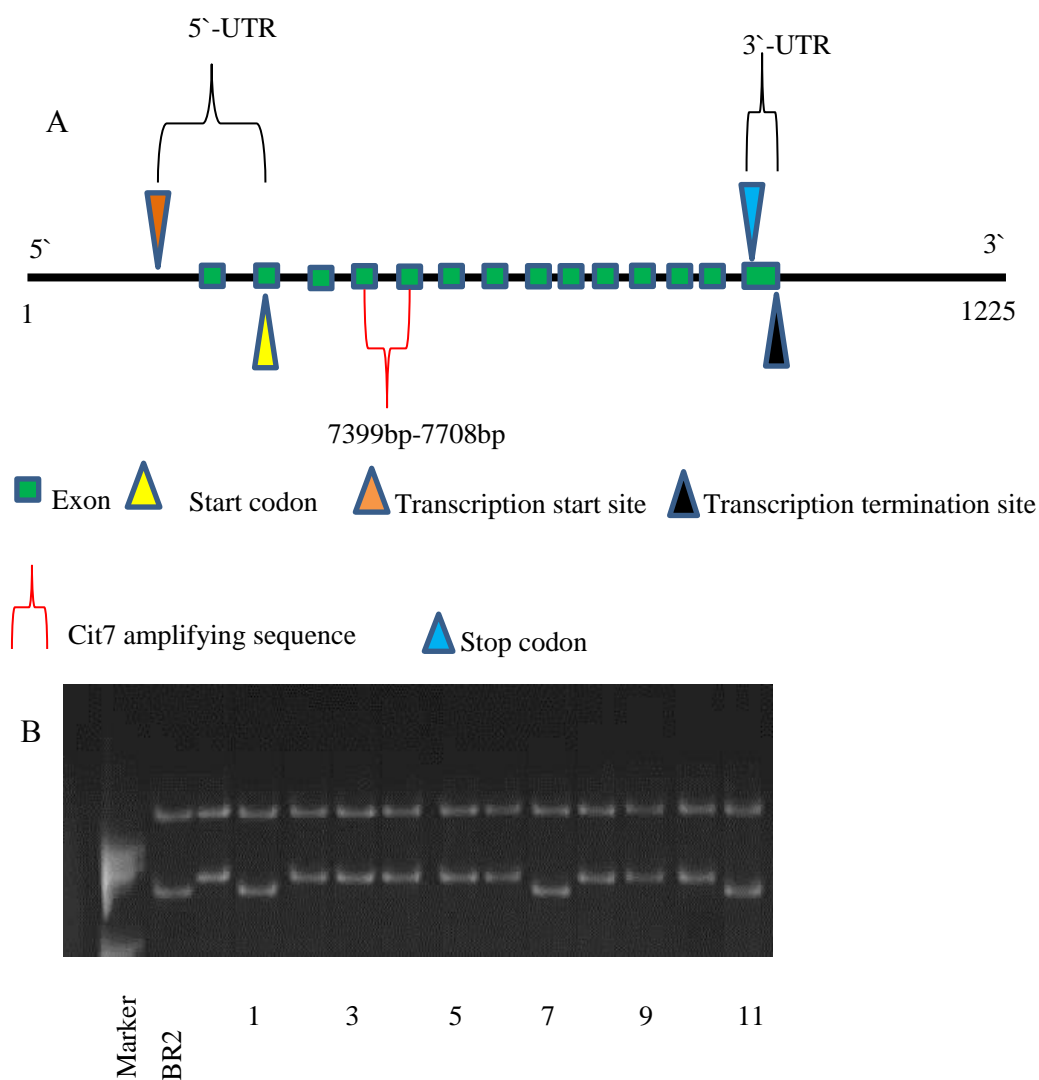 5`-UTR
3`-UTR
A
5`
3`
1
1225
7399bp-7708bp
Exon
Start codon
Transcription start site
Transcription termination site
Cit7 amplifying sequence
Stop codon
B
Marker
BR2
1
3
5
7
9
11